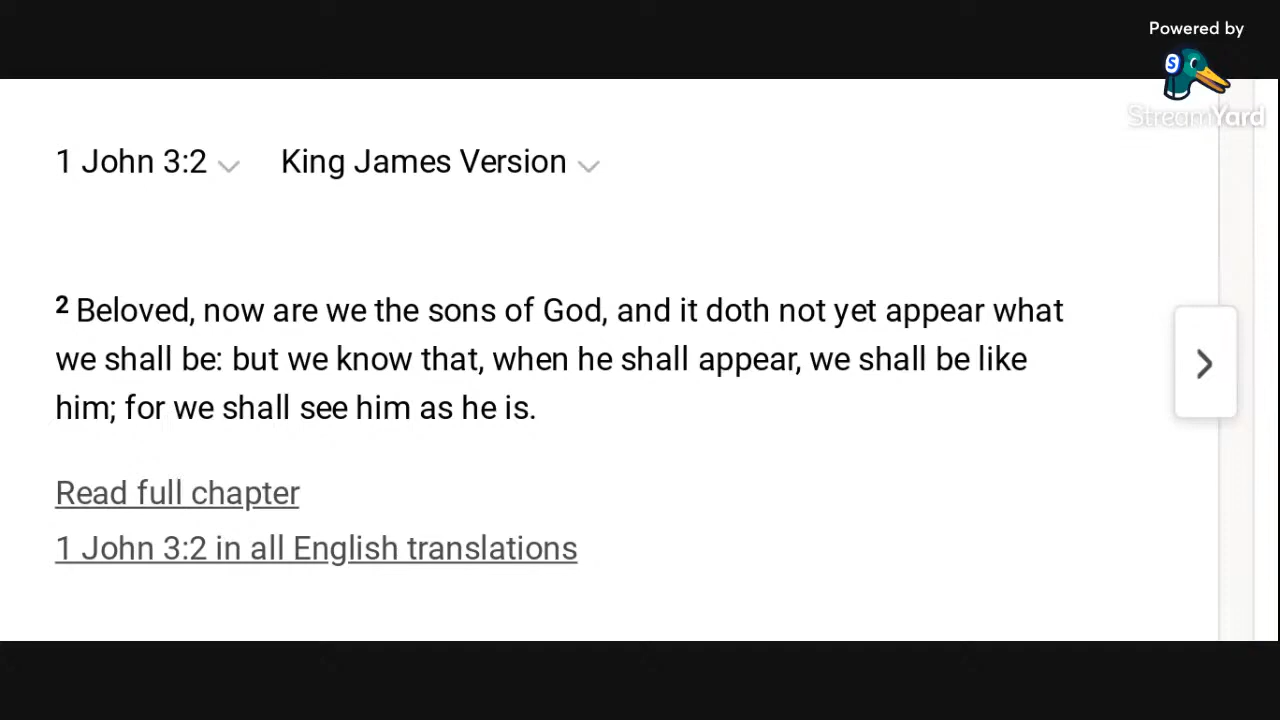 Powered by
S
StreamYard
1 John 3:2 King James Version
2 Beloved, now are we the sons of God, and it doth not yet appear what
we shall be: but we know that, when he shall appear, we shall be like
him; for we shall see him as he is.
Read full chapter
1 John 3:2 in all English translations